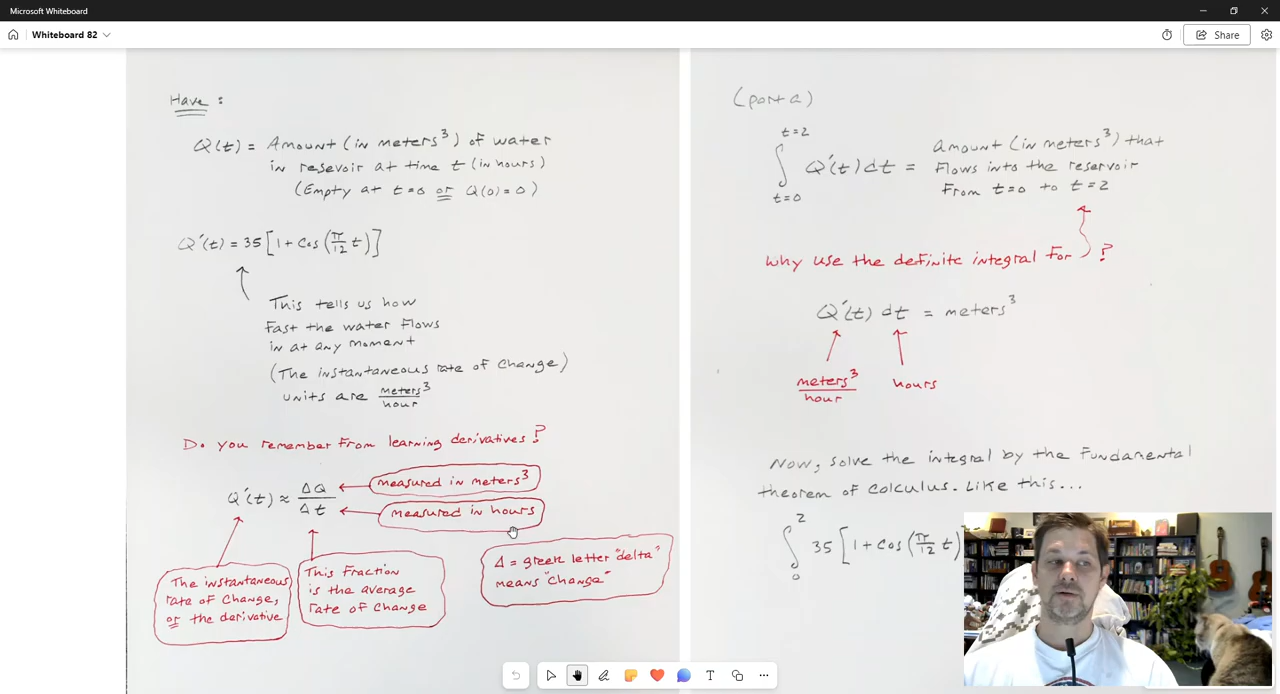 Microsoft Whiteboard
Whiteboard 82
Share
Have:
Q(t) = Amount (in meters³) of water
in resevoir at time t (in hours)
(Empty at t=0 or Q(0)=0)
Q′(t) = 35[1+cos(π/12 t)]
This tells us how
fast the water flows
in at any moment
(The instantaneous rate of change)
units are meters³/hour
Do you remember from learning derivatives?
Q′(t) ≈ ΔQ/Δt
measured in meters³
measured in hours
Δ = greek letter "delta"
means "change"
The instantaneous
rate of change,
or the derivative
This fraction
is the average
rate of change
(part a)
∫ t=0 t=2 Q′(t)dt = amount (in meters³) that
flows into the reservoir
from t=0 to t=2
Why use the definite integral for ?
Q′(t) dt = meters³
meters³/hour
hours
Now, solve the integral by the fundamental
theorem of calculus. Like this...
∫ 0 2 35[1+cos(π/12 t)
T